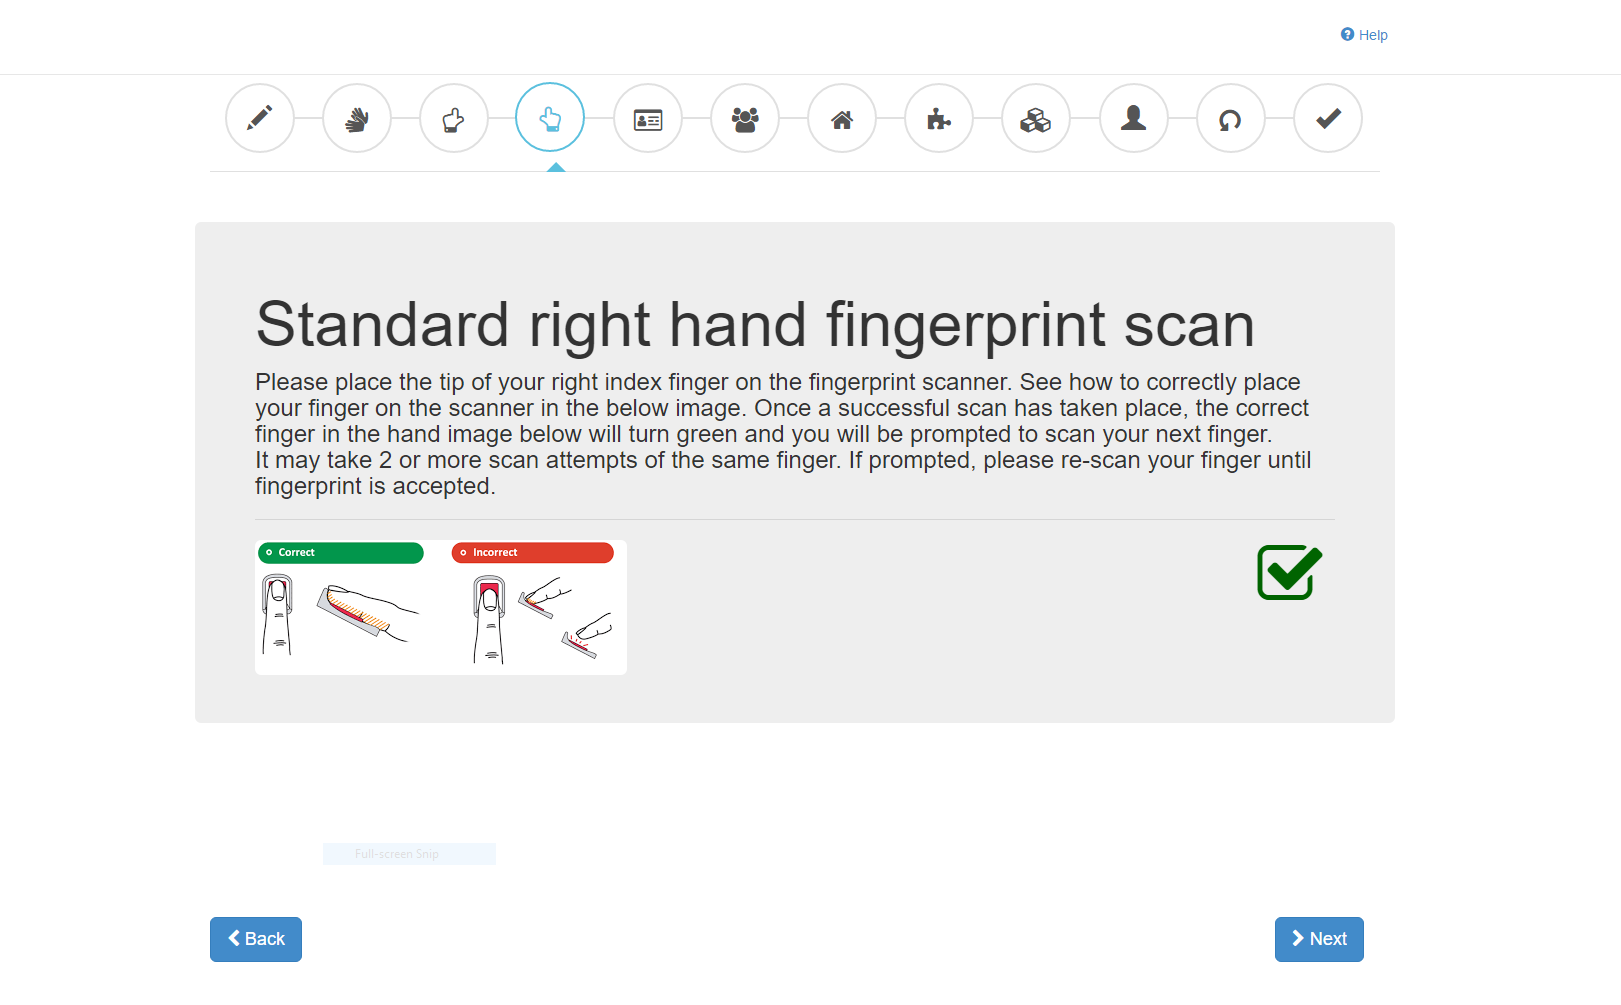 Help
Standard right hand fingerprint scan
Please place the tip of your right index finger on the fingerprint scanner. See how to correctly place
your finger on the scanner in the below image. Once a successful scan has taken place, the correct
finger in the hand image below will turn green and you will be prompted to scan your next finger.
It may take 2 or more scan attempts of the same finger. If prompted, please re-scan your finger until
fingerprint is accepted.
Correct
Incorrect
Full-screen Snip
Back
Next